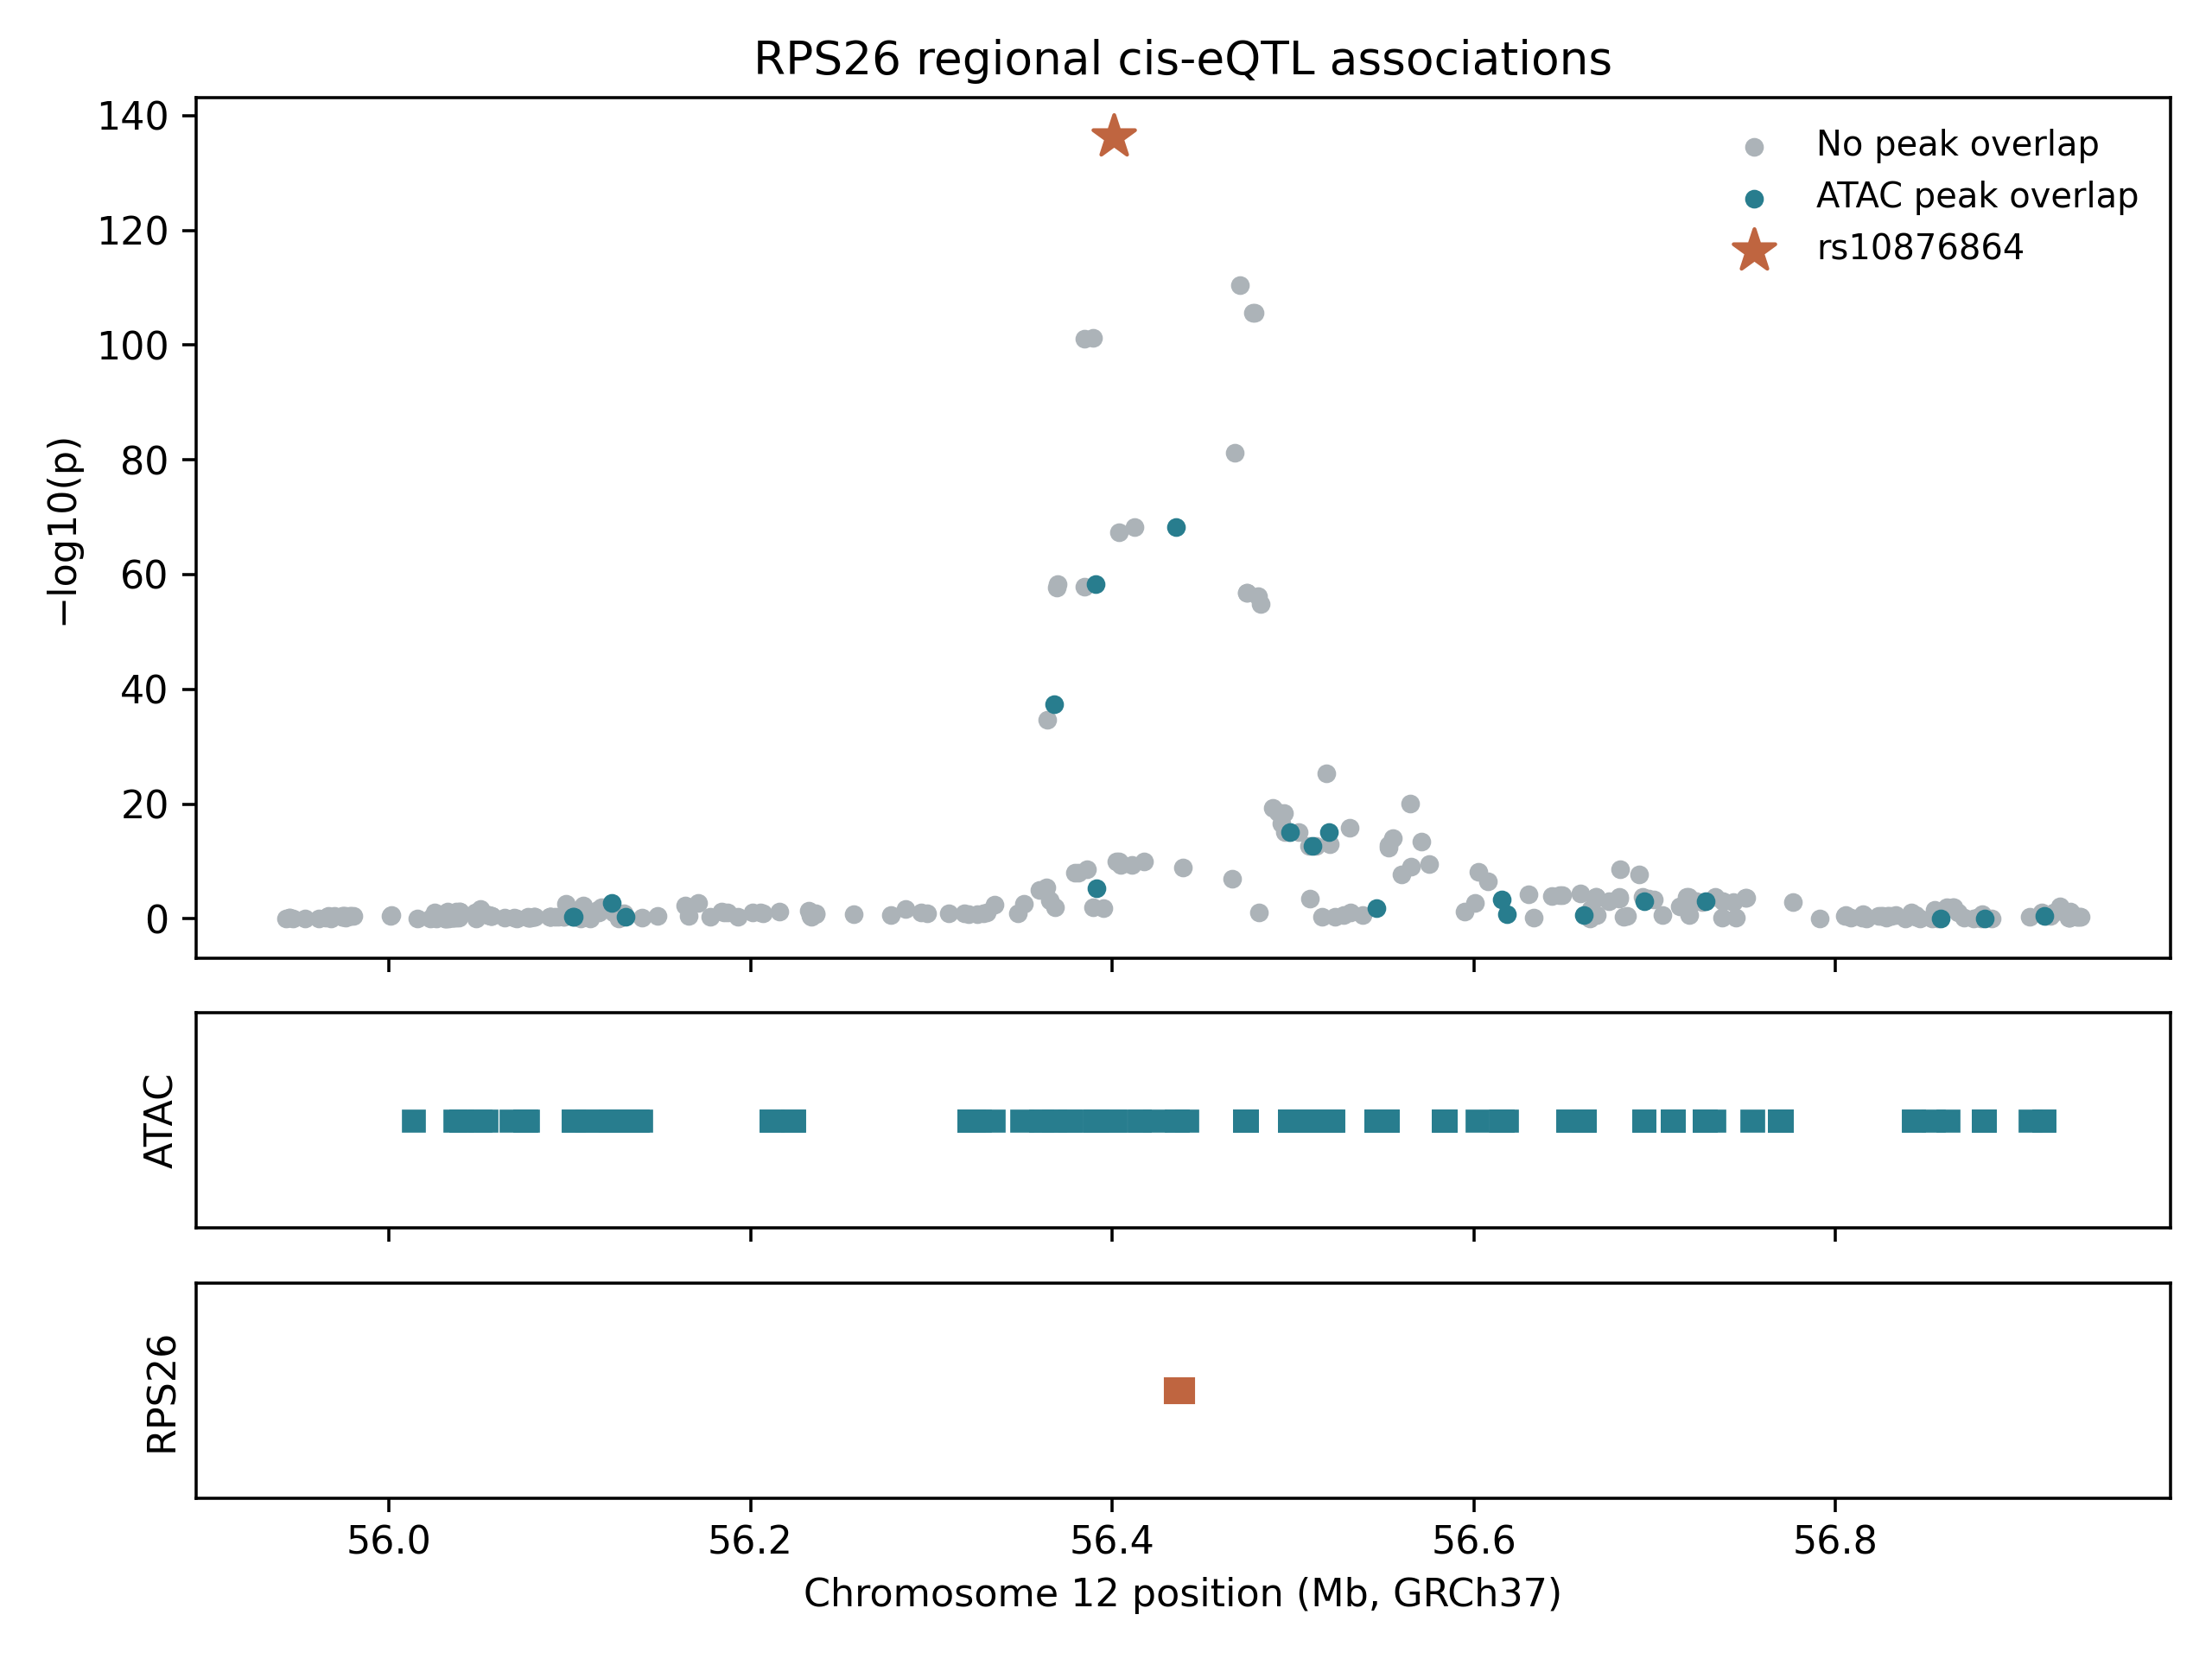 RPS26 regional cis-eQTL associations
140
120
100
80
60
40
20
0
−log10(p)
No peak overlap
ATAC peak overlap
rs10876864
ATAC
RPS26
56.0 56.2 56.4 56.6 56.8
Chromosome 12 position (Mb, GRCh37)